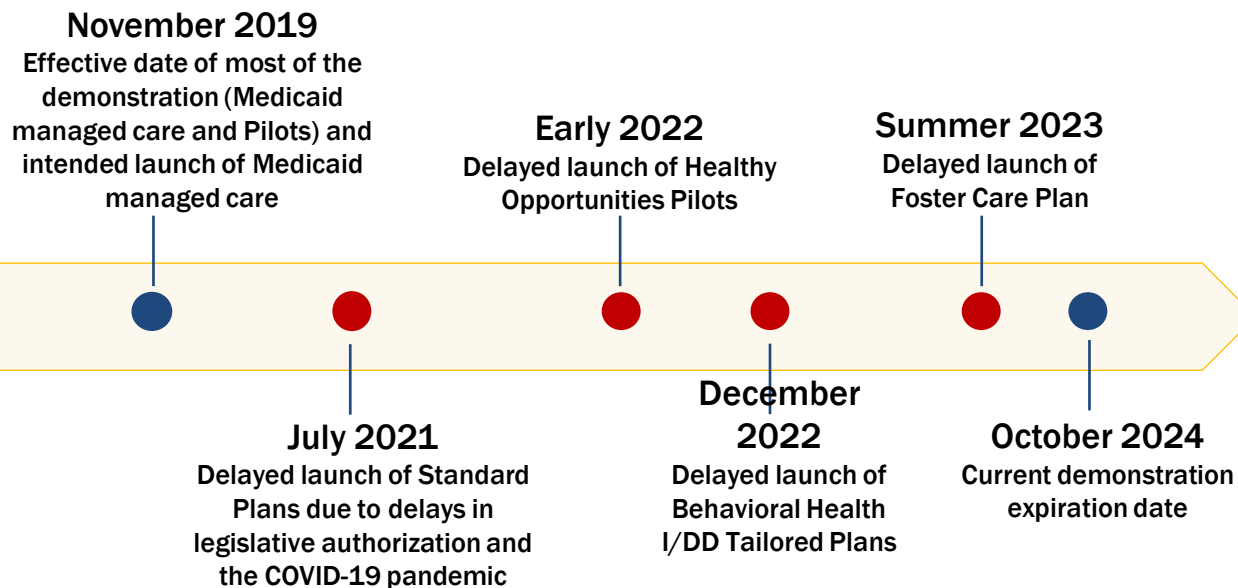 November 2019
Effective date of most of the
demonstration (Medicaid
managed care and Pilots) and
intended launch of Medicaid
managed care
Early 2022
Delayed launch of Healthy
Opportunities Pilots
Summer 2023
Delayed launch of
Foster Care Plan
July 2021
Delayed launch of Standard
Plans due to delays in
legislative authorization and
the COVID-19 pandemic
December
2022
Delayed launch of
Behavioral Health
I/DD Tailored Plans
October 2024
Current demonstration
expiration date